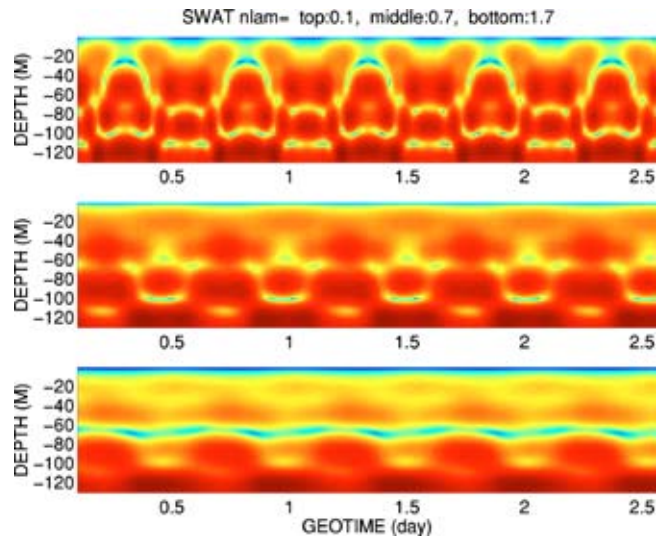 SWAT nlam= top:0.1, middle:0.7, bottom:1.7
DEPTH (M)
-20
-40
-60
-80
-100
-120
0.5 1 1.5 2 2.5
DEPTH (M)
-20
-40
-60
-80
-100
-120
0.5 1 1.5 2 2.5
DEPTH (M)
-20
-40
-60
-80
-100
-120
0.5 1 1.5 2 2.5
GEOTIME (day)